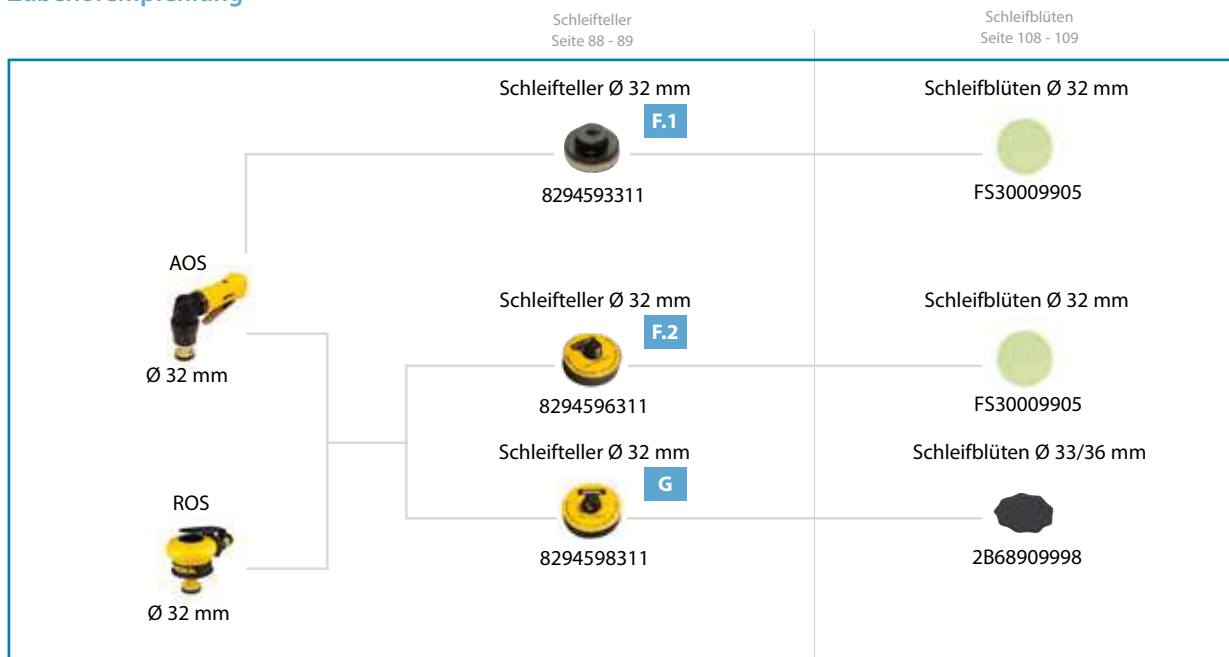 Zubehörempfehlung
Schleifteller
Seite 88 - 89
Schleifblüten
Seite 108 - 109
Schleifteller Ø 32 mm
F.1
8294593311
Schleifblüten Ø 32 mm
FS30009905
AOS
Ø 32 mm
Schleifteller Ø 32 mm
F.2
8294596311
Schleifblüten Ø 32 mm
FS30009905
Schleifteller Ø 32 mm
G
8294598311
Schleifblüten Ø 33/36 mm
2B68909998
ROS
Ø 32 mm